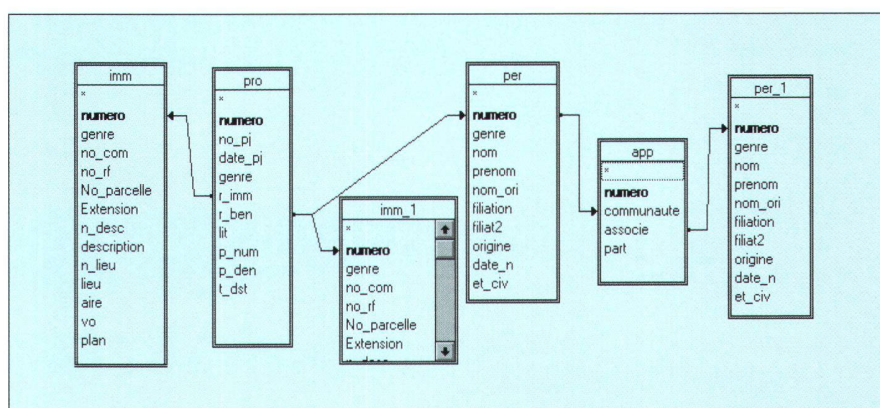 imm
*
numero
genre
no_com
no_rf
No_parcelle
Extension
n_desc
description
n_lieu
lieu
aire
vo
plan
pro
*
numero
no_pj
date_pj
genre
r_imm
r_ben
lit
p_num
p_den
t_dst
imm_1
*
numero
genre
no_com
no_rf
No_parcelle
Extension
per
*
numero
genre
nom
prenom
nom_ori
filiation
filiat2
origine
date_n
et_civ
app
*
numero
communaute
associe
part
per_1
*
numero
genre
nom
prenom
nom_ori
filiation
filiat2
origine
date_n
et_civ